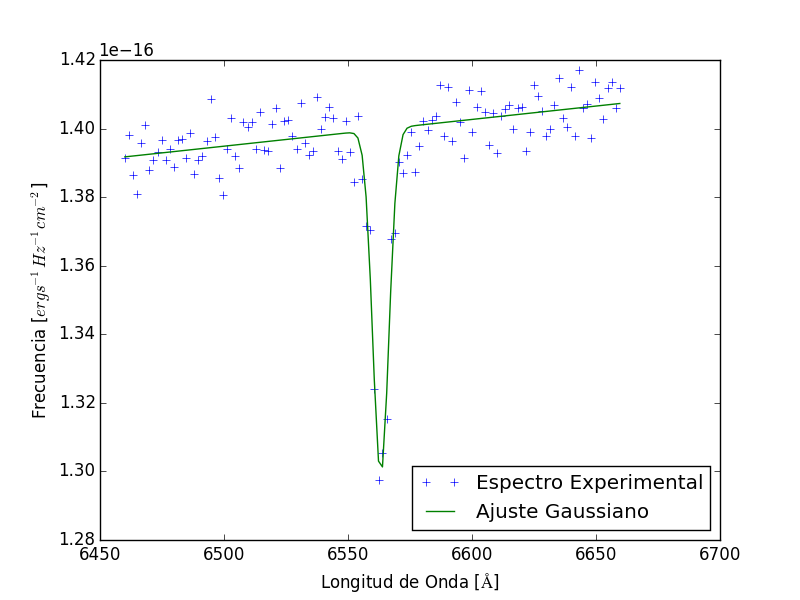 1e−16
1.42
1.40
1.38
1.36
1.34
1.32
1.30
1.28
Frecuencia [ergs⁻¹ Hz⁻¹ cm⁻²]
Espectro Experimental
Ajuste Gaussiano
6450 6500 6550 6600 6650 6700
Longitud de Onda [Å]